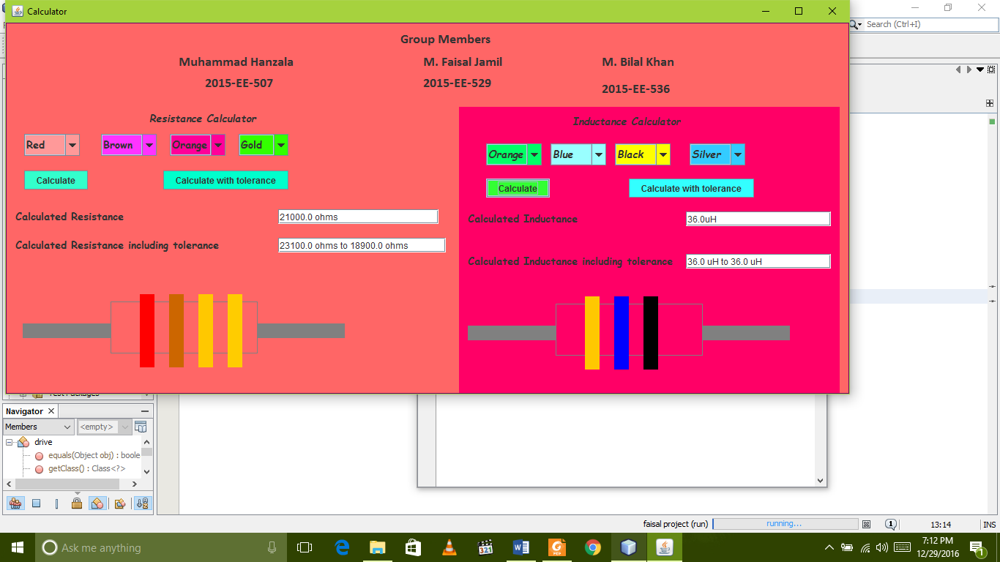 Calculator
Search (Ctrl+I)
Group Members
Muhammad Hanzala M. Faisal Jamil M. Bilal Khan
2015-EE-507 2015-EE-529 2015-EE-536
Resistance Calculator
Red Brown Orange Gold
Calculate Calculate with tolerance
Calculated Resistance 21000.0 ohms
Calculated Resistance including tolerance 23100.0 ohms to 18900.0 ohms
Inductance Calculator
Orange Blue Black Silver
Calculate Calculate with tolerance
Calculated Inductance 36.0uH
Calculated Inductance including tolerance 36.0 uH to 36.0 uH
Navigator
Members <empty>
drive
equals(Object obj) : boole
getClass() : Class<?>
faisal project (run) running... 1 13:14 INS
Ask me anything
321
PDF
7:12 PM
12/29/2016
1